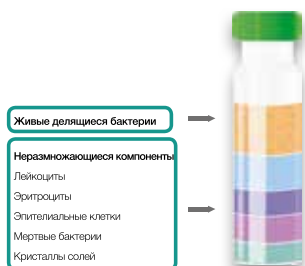 Живые делящиеся бактерии
Неразмножающиеся компоненты
Лейкоциты
Эритроциты
Эпителиальные клетки
Мертвые бактерии
Кристаллы солей